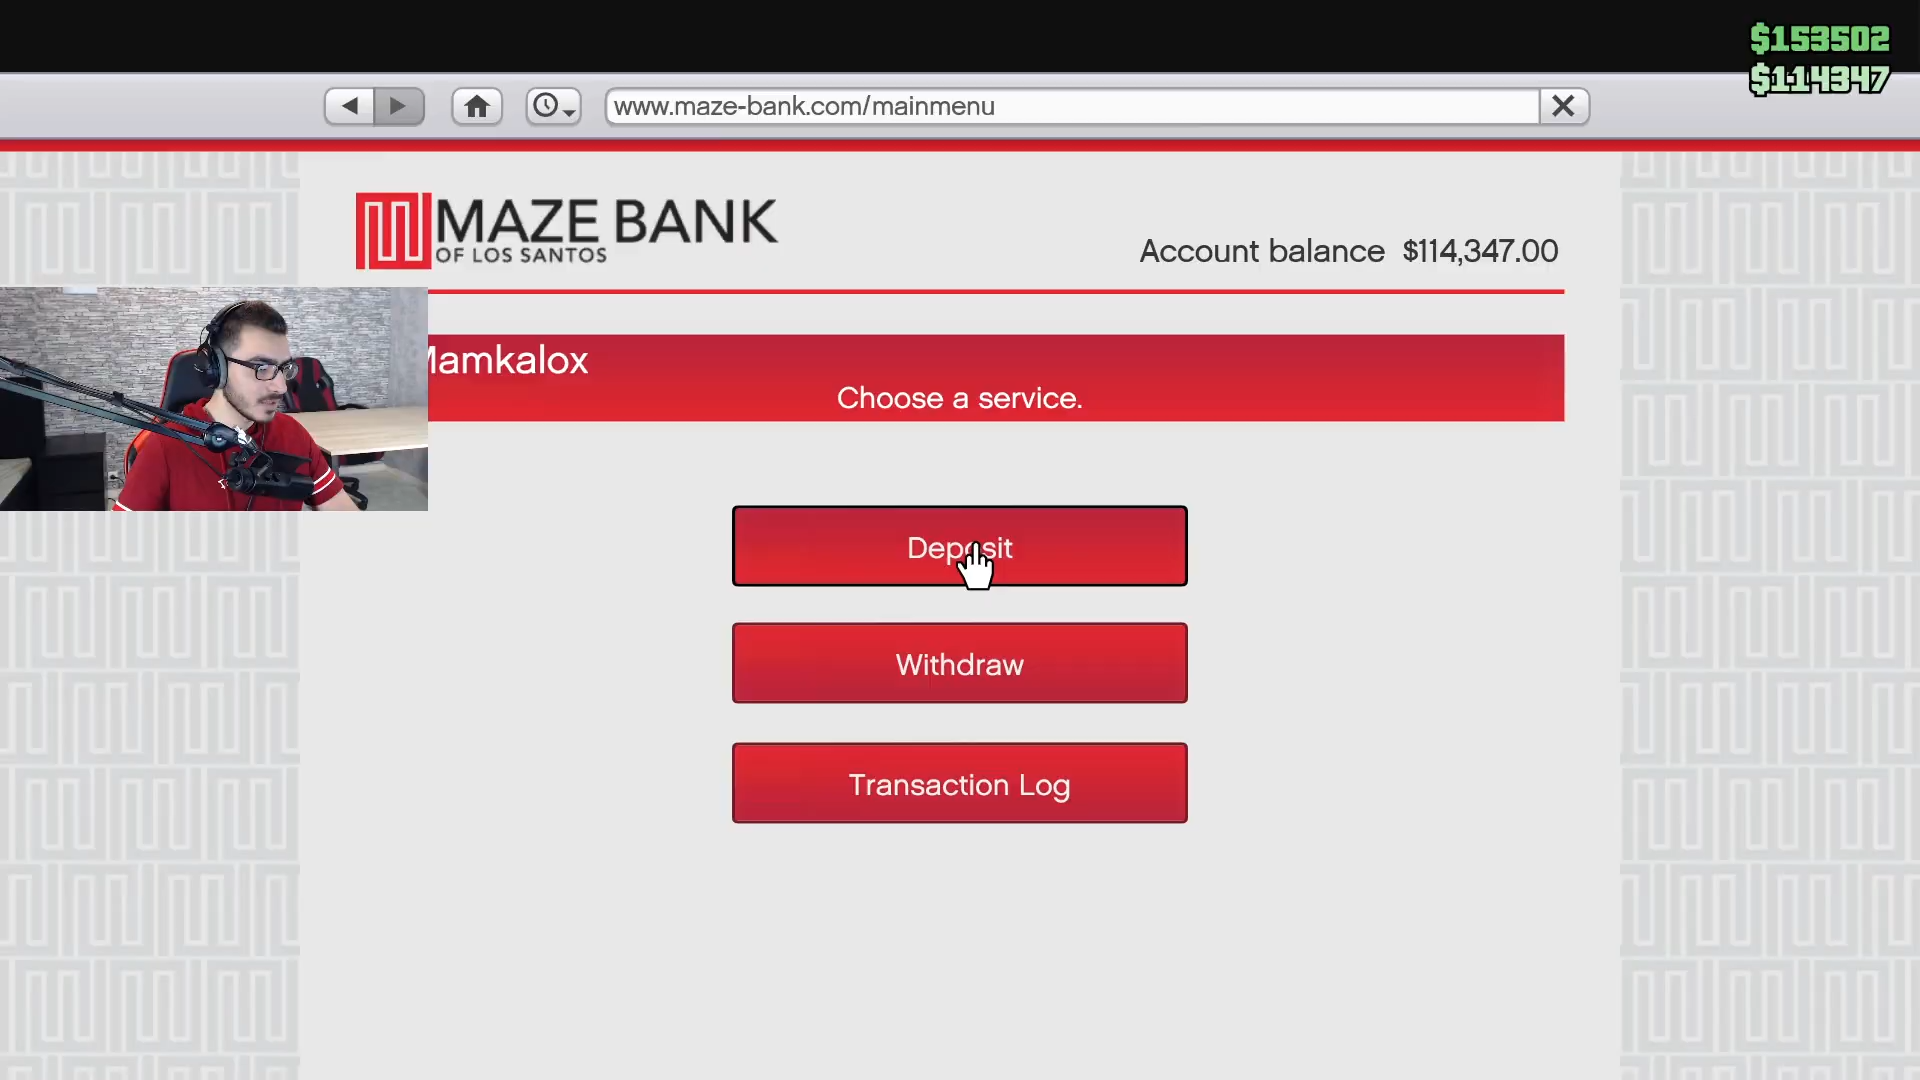 $153502
$114347
www.maze-bank.com/mainmenu
MAZE BANK
OF LOS SANTOS
Account balance $114,347.00
Mamkalox
Choose a service.
Deposit
Withdraw
Transaction Log